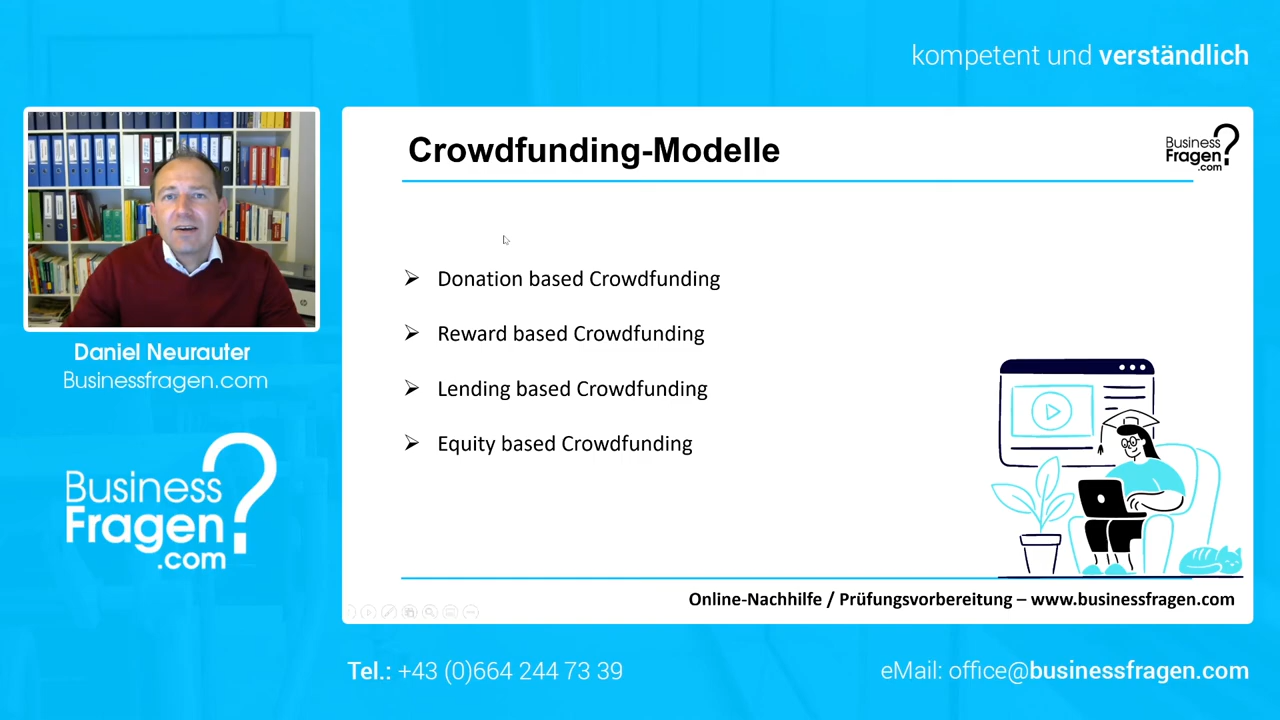 kompetent und verständlich
Crowdfunding-Modelle
Business
Fragen?
.com
Donation based Crowdfunding
Reward based Crowdfunding
Lending based Crowdfunding
Equity based Crowdfunding
Daniel Neurauter
Businessfragen.com
Business
Fragen?
.com
Online-Nachhilfe / Prüfungsvorbereitung – www.businessfragen.com
Tel.: +43 (0)664 244 73 39
eMail: office@businessfragen.com